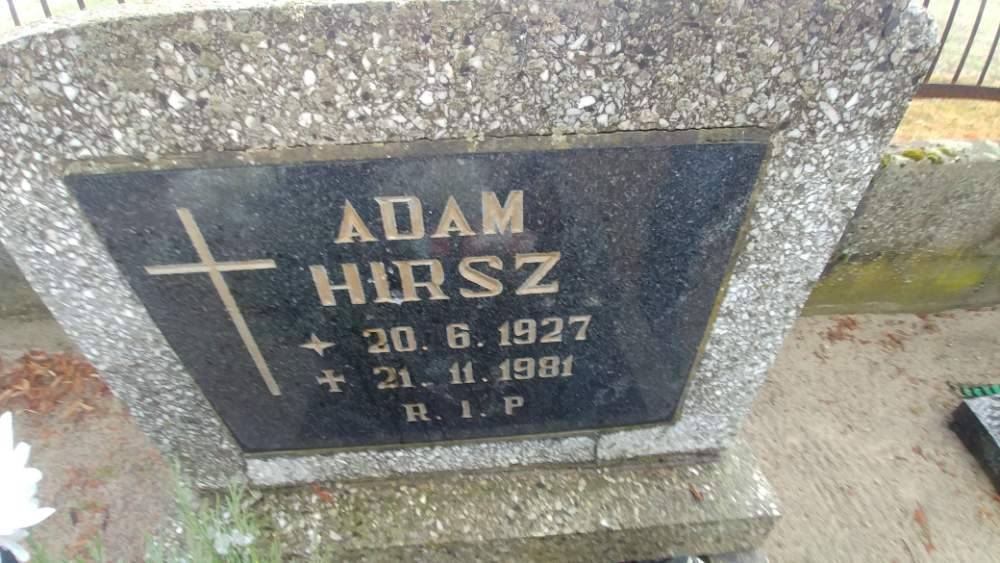 ADAM
HIRSZ
20. 6. 1927
21. 11. 1981
R. I. P